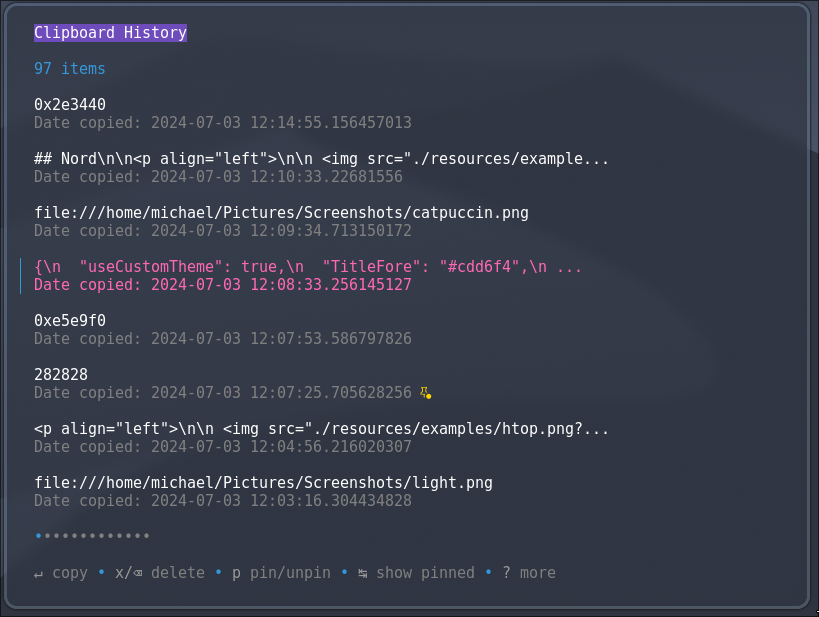 Clipboard History
97 items
0x2e3440
Date copied: 2024-07-03 12:14:55.156457013
## Nord\n\n<p align="left">\n\n <img src="./resources/example...
Date copied: 2024-07-03 12:10:33.22681556
file:///home/michael/Pictures/Screenshots/catpuccin.png
Date copied: 2024-07-03 12:09:34.713150172
{\n  "useCustomTheme": true,\n  "TitleFore": "#cdd6f4",\n ...
Date copied: 2024-07-03 12:08:33.256145127
0xe5e9f0
Date copied: 2024-07-03 12:07:53.586797826
282828
Date copied: 2024-07-03 12:07:25.705628256
<p align="left">\n\n <img src="./resources/examples/htop.png?...
Date copied: 2024-07-03 12:04:56.216020307
file:///home/michael/Pictures/Screenshots/light.png
Date copied: 2024-07-03 12:03:16.304434828
•••••••••••••
↵ copy • x/⌫ delete • p pin/unpin • ↹ show pinned • ? more